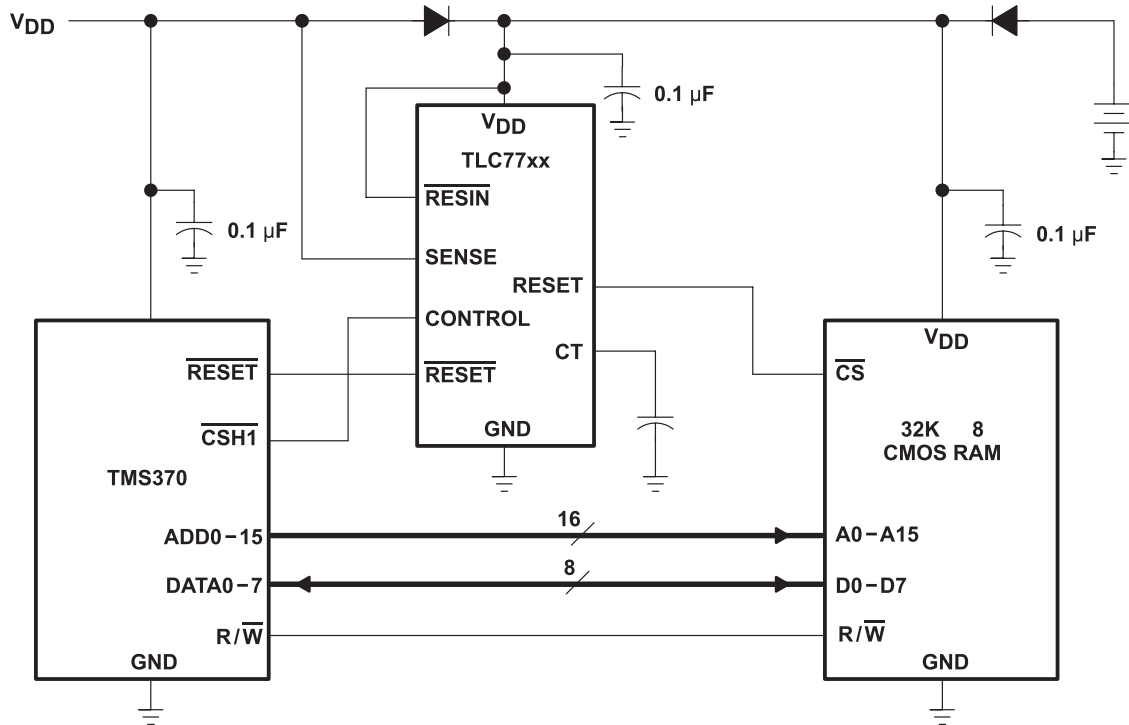 VDD
0.1 µF
VDD
TLC77xx
RESIN
SENSE
CONTROL
RESET
RESET
CT
GND
0.1 µF
0.1 µF
RESET
CSH1
TMS370
ADD0–15
DATA0–7
R/W
GND
16
8
VDD
CS
32K 8
CMOS RAM
A0–A15
D0–D7
R/W
GND